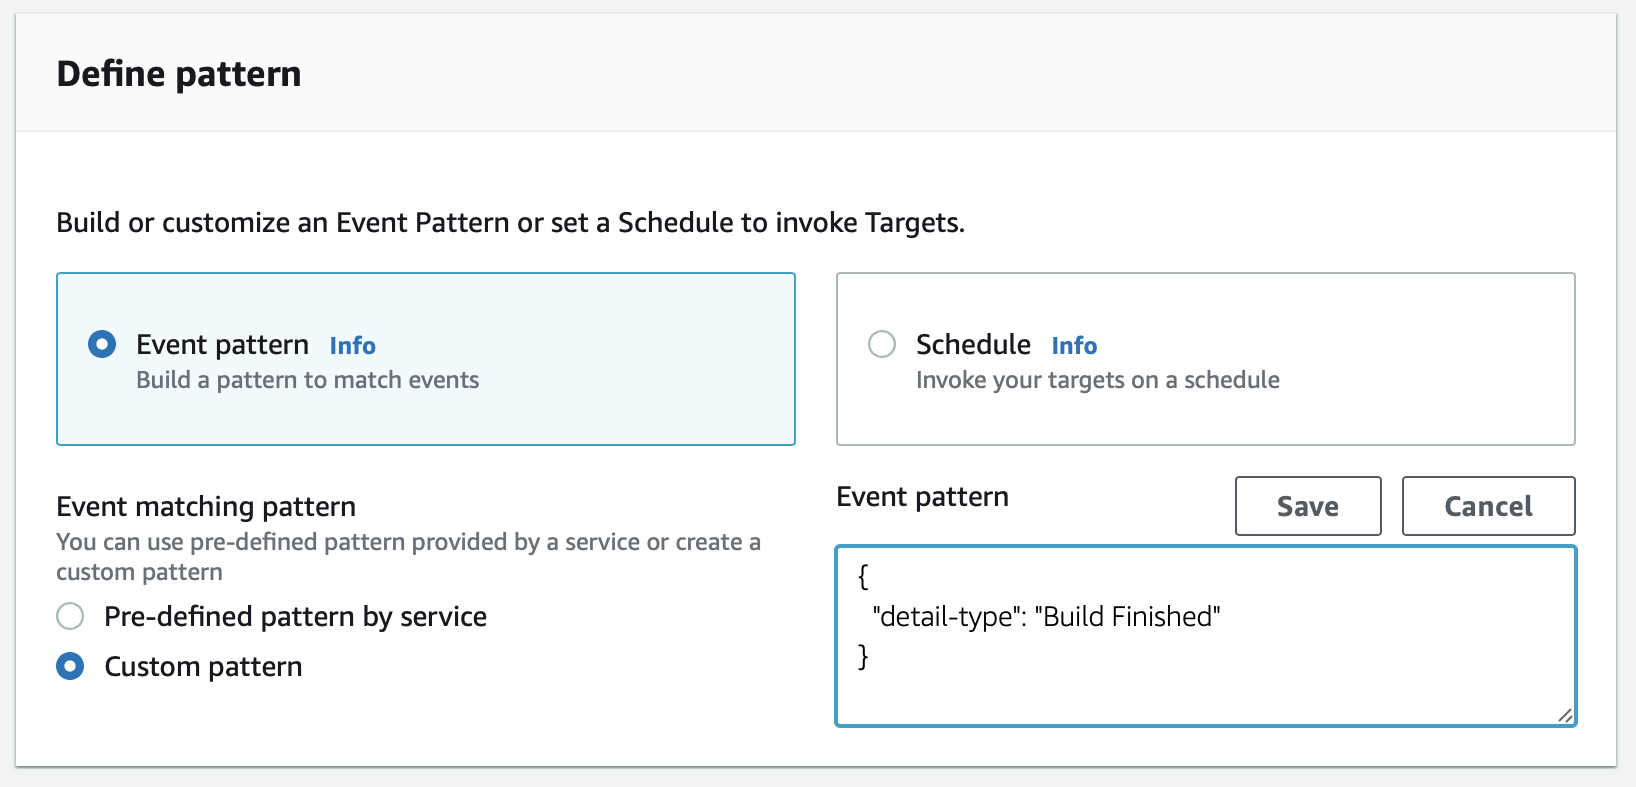 Define pattern
Build or customize an Event Pattern or set a Schedule to invoke Targets.
Event pattern Info
Build a pattern to match events
Schedule Info
Invoke your targets on a schedule
Event matching pattern
You can use pre-defined pattern provided by a service or create a
custom pattern
Pre-defined pattern by service
Custom pattern
Event pattern
Save
Cancel
{
"detail-type": "Build Finished"
}